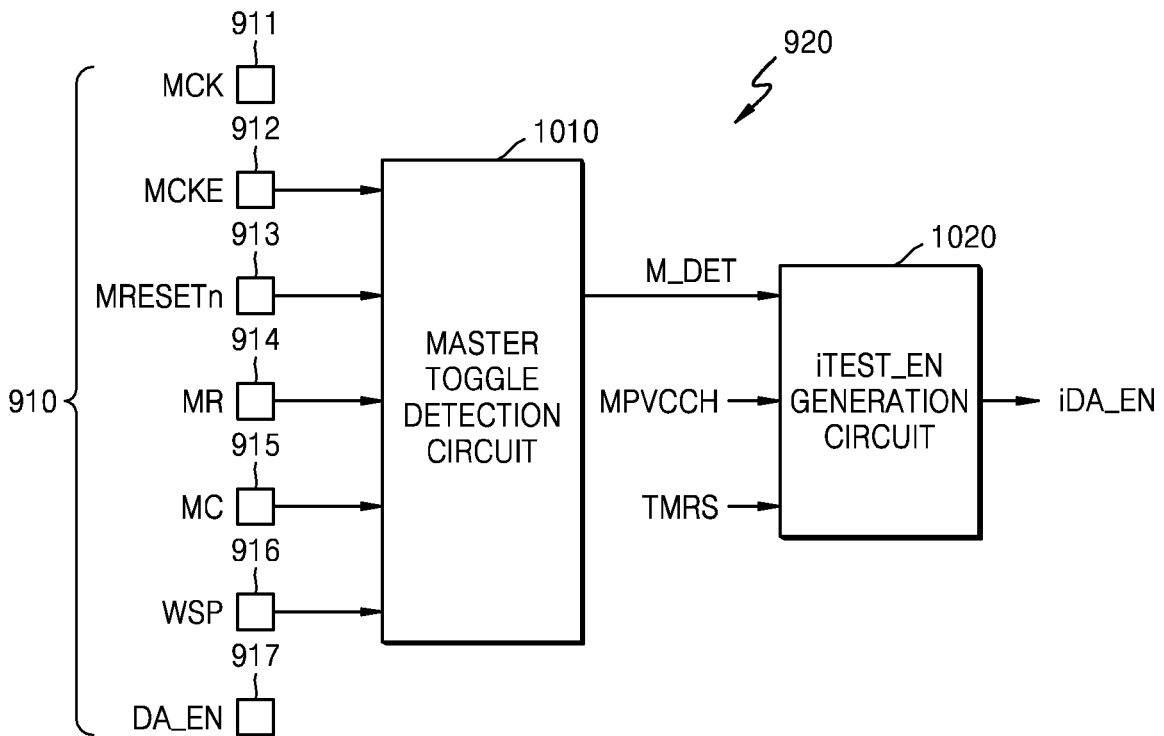 911
920
MCK
912
1010
MCKE
913
1020
M_DET
MRESETn
914
MASTER
TOGGLE
DETECTION
CIRCUIT
iTEST_EN
GENERATION
CIRCUIT
910
MR
MPVCCH
iDA_EN
915
MC
TMRS
916
WSP
917
DA_EN